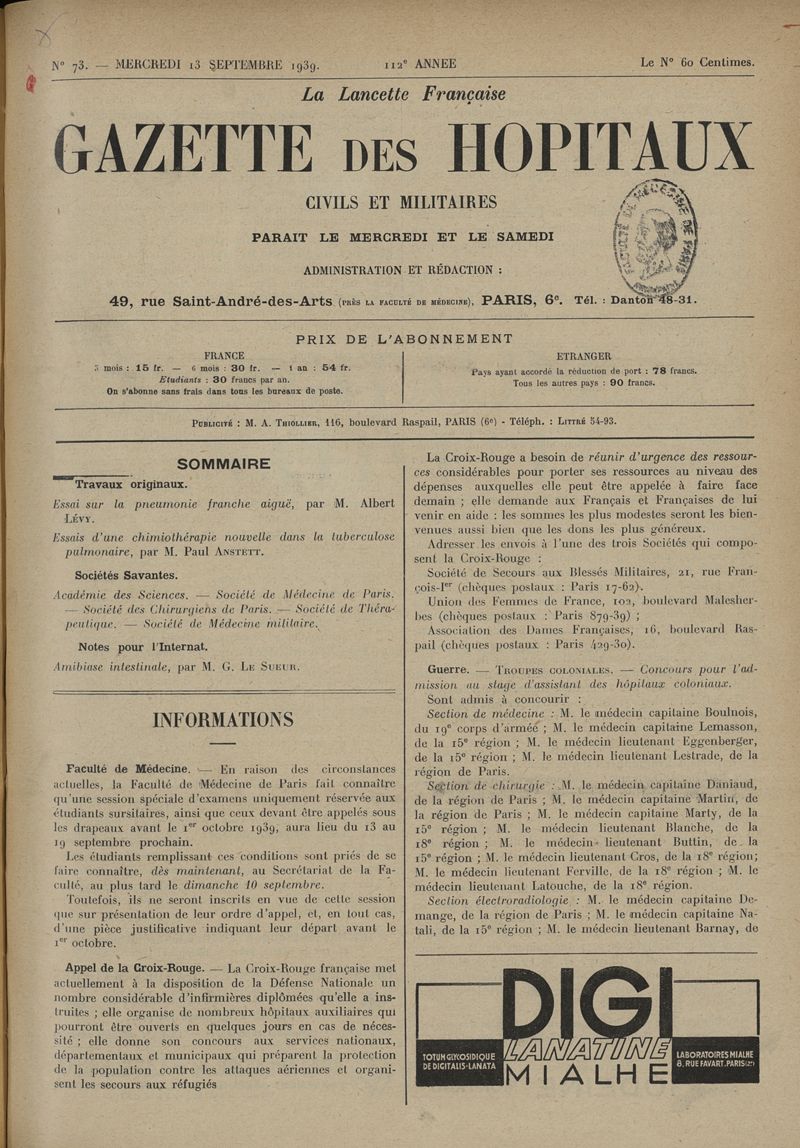 N° 73. — MERCREDI 13 SEPTEMBRE 1939.
112e ANNEE
Le N° 60 Centimes.
La Lancette Française
GAZETTE DES HOPITAUX
CIVILS ET MILITAIRES
PARAIT LE MERCREDI ET LE SAMEDI
ADMINISTRATION ET RÉDACTION :
49, rue Saint-André-des-Arts (PRÈS LA FACULTÉ DE MÉDECINE), PARIS, 6e. Tél. : Danton 48-31.
PRIX DE L'ABONNEMENT
FRANCE
3 mois : 15 fr. — 6 mois : 30 fr. — 1 an : 54 fr.
Etudiants : 30 francs par an.
On s'abonne sans frais dans tous les bureaux de poste.
ETRANGER
Pays ayant accordé la réduction de port : 78 francs.
Tous les autres pays : 90 francs.
PUBLICITÉ : M. A. THIOLLIER, 116, boulevard Raspail, PARIS (6e) - Téléph. : LITTRÉ 54-93.
SOMMAIRE
Travaux originaux.
Essai sur la pneumonie franche aiguë, par M. Albert
LÉVY.
Essais d'une chimiothérapie nouvelle dans la tuberculose
pulmonaire, par M. Paul ANSTETT.
Sociétés Savantes.
Académie des Sciences. — Société de Médecine de Paris.
— Société des Chirurgiens de Paris. — Société de Théra-
peutique. — Société de Médecine militaire.
Notes pour l'Internat.
Amibiase intestinale, par M. G. LE SUEUR.
INFORMATIONS
Faculté de Médecine. — En raison des circonstances
actuelles, la Faculté de Médecine de Paris fait connaître
qu'une session spéciale d'examens uniquement réservée aux
étudiants sursitaires, ainsi que ceux devant être appelés sous
les drapeaux avant le 1er octobre 1939, aura lieu du 13 au
19 septembre prochain.
Les étudiants remplissant ces conditions sont priés de se
faire connaître, dès maintenant, au Secrétariat de la Fa-
culté, au plus tard le dimanche 10 septembre.
Toutefois, ils ne seront inscrits en vue de cette session
que sur présentation de leur ordre d'appel, et, en tout cas,
d'une pièce justificative indiquant leur départ avant le
1er octobre.
Appel de la Croix-Rouge. — La Croix-Rouge française met
actuellement à la disposition de la Défense Nationale un
nombre considérable d'infirmières diplômées qu'elle a ins-
truites ; elle organise de nombreux hôpitaux auxiliaires qui
pourront être ouverts en quelques jours en cas de néces-
sité ; elle donne son concours aux services nationaux,
départementaux et municipaux qui préparent la protection
de la population contre les attaques aériennes et organi-
sent les secours aux réfugiés
La Croix-Rouge a besoin de réunir d'urgence des ressour-
ces considérables pour porter ses ressources au niveau des
dépenses auxquelles elle peut être appelée à faire face
demain ; elle demande aux Français et Françaises de lui
venir en aide : les sommes les plus modestes seront les bien-
venues aussi bien que les dons les plus généreux.
Adresser les envois à l'une des trois Sociétés qui compo-
sent la Croix-Rouge :
Société de Secours aux Blessés Militaires, 21, rue Fran-
çois-Ier (chèques postaux : Paris 17-62).
Union des Femmes de France, 102, boulevard Malesher-
bes (chèques postaux : Paris 879-39) ;
Association des Dames Françaises, 16, boulevard Ras-
pail (chèques postaux : Paris 429-30).
Guerre. — TROUPES COLONIALES. — Concours pour l'ad-
mission au stage d'assistant des hôpitaux coloniaux.
Sont admis à concourir :
Section de médecine : M. le médecin capitaine Boulnois,
du 19e corps d'armée ; M. le médecin capitaine Lemasson,
de la 15e région ; M. le médecin lieutenant Eggenberger,
de la 15e région ; M. le médecin lieutenant Lestrade, de la
région de Paris.
Section de chirurgie : M. le médecin capitaine Daniaud,
de la région de Paris ; M. le médecin capitaine Martin, de
la région de Paris ; M. le médecin capitaine Marty, de la
15e région ; M. le médecin lieutenant Blanche, de la
18e région ; M. le médecin lieutenant Buttin, de la
15e région ; M. le médecin lieutenant Cros, de la 18e région;
M. le médecin lieutenant Ferville, de la 18e région ; M. le
médecin lieutenant Latouche, de la 18e région.
Section électroradiologie : M. le médecin capitaine De-
mange, de la région de Paris ; M. le médecin capitaine Na-
tali, de la 15e région ; M. le médecin lieutenant Barnay, de
DIGI
LANATINE
MIALHE
TOTUM GLYCOSIDIQUE
DE DIGITALIS-LANATA
LABORATOIRES MIALHE
8, RUE FAVART. PARIS (2e)